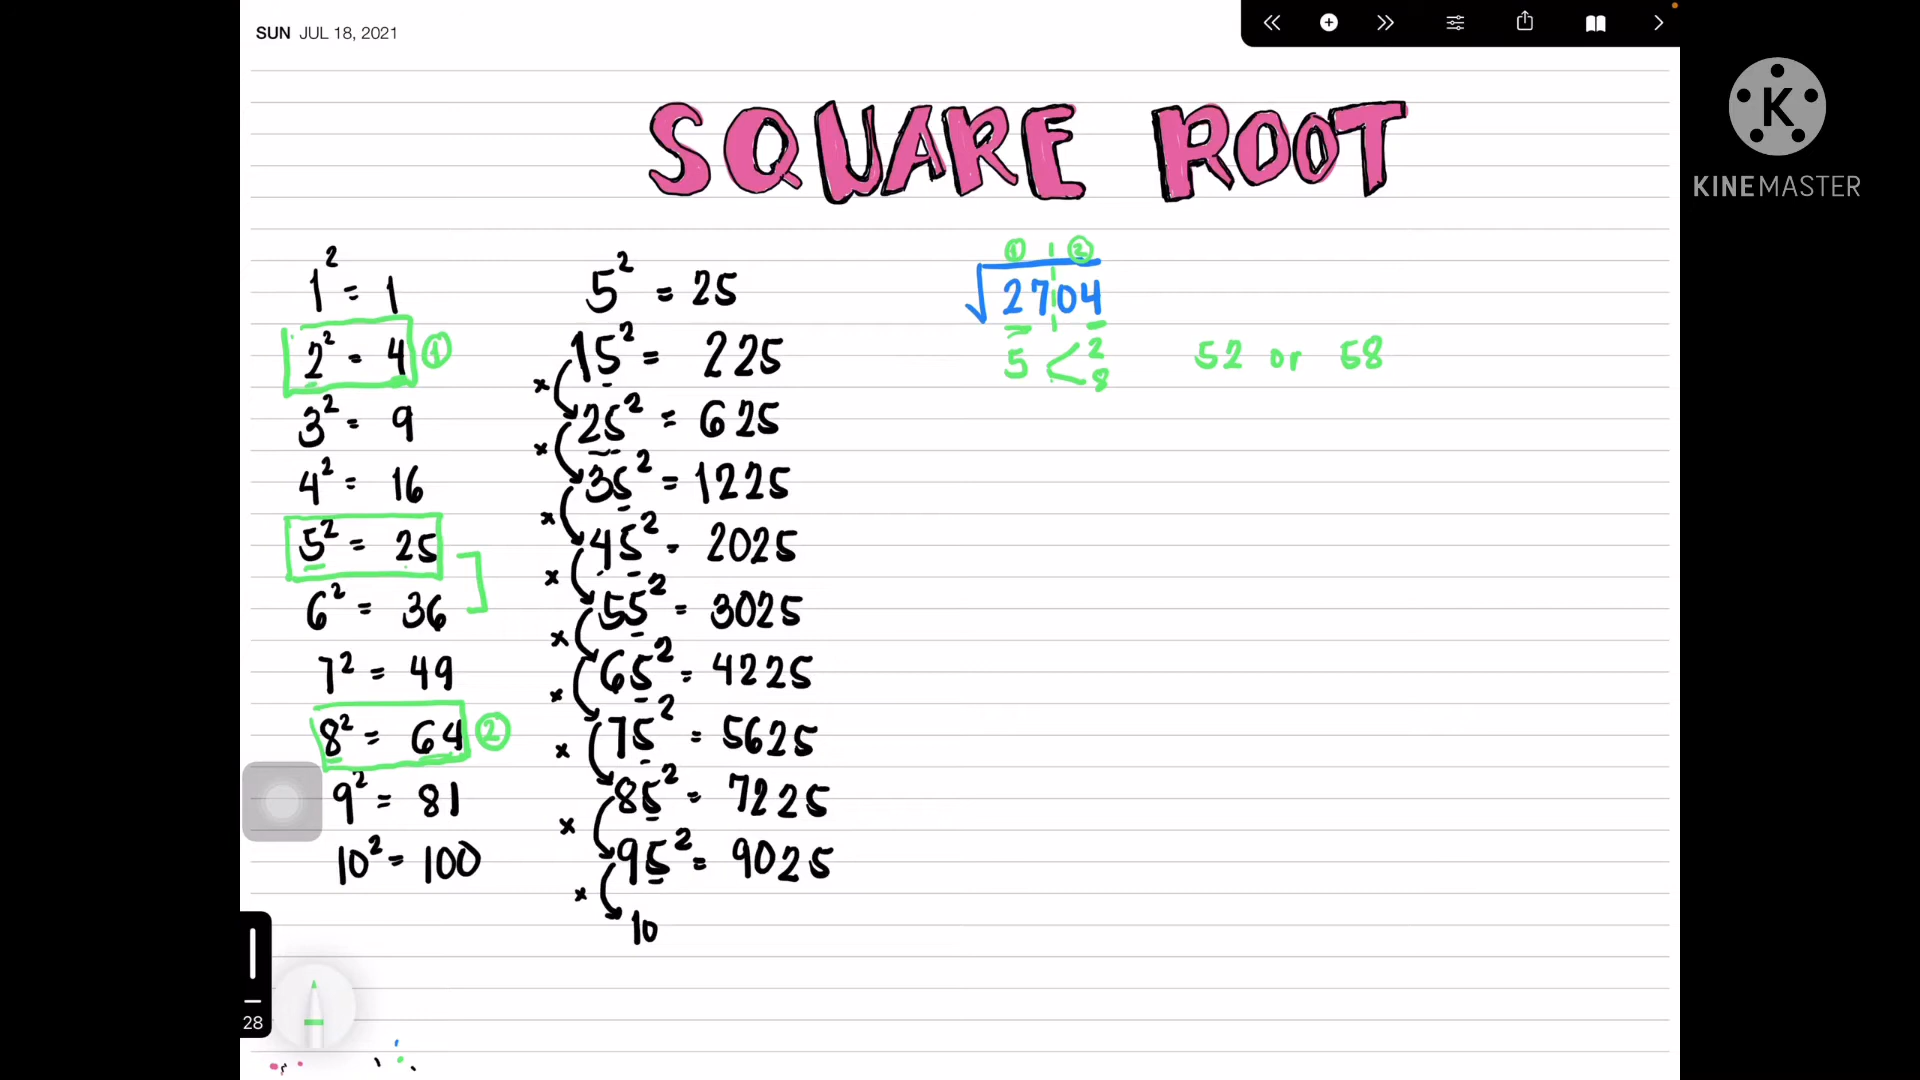 SUN JUL 18, 2021
KINEMASTER
SQUARE ROOT
1² = 1
2² = 4 ①
3² = 9
4² = 16
5² = 25
6² = 36
7² = 49
8² = 64 ②
9² = 81
10² = 100
5² = 25
15² = 225
x 25² = 625
x 35² = 1225
x 45² = 2025
x 55² = 3025
x 65² = 4225
x 75² = 5625
x 85² = 7225
x 95² = 9025
x 10
① ②
√2704
5 < 2
8
52 or 58
28